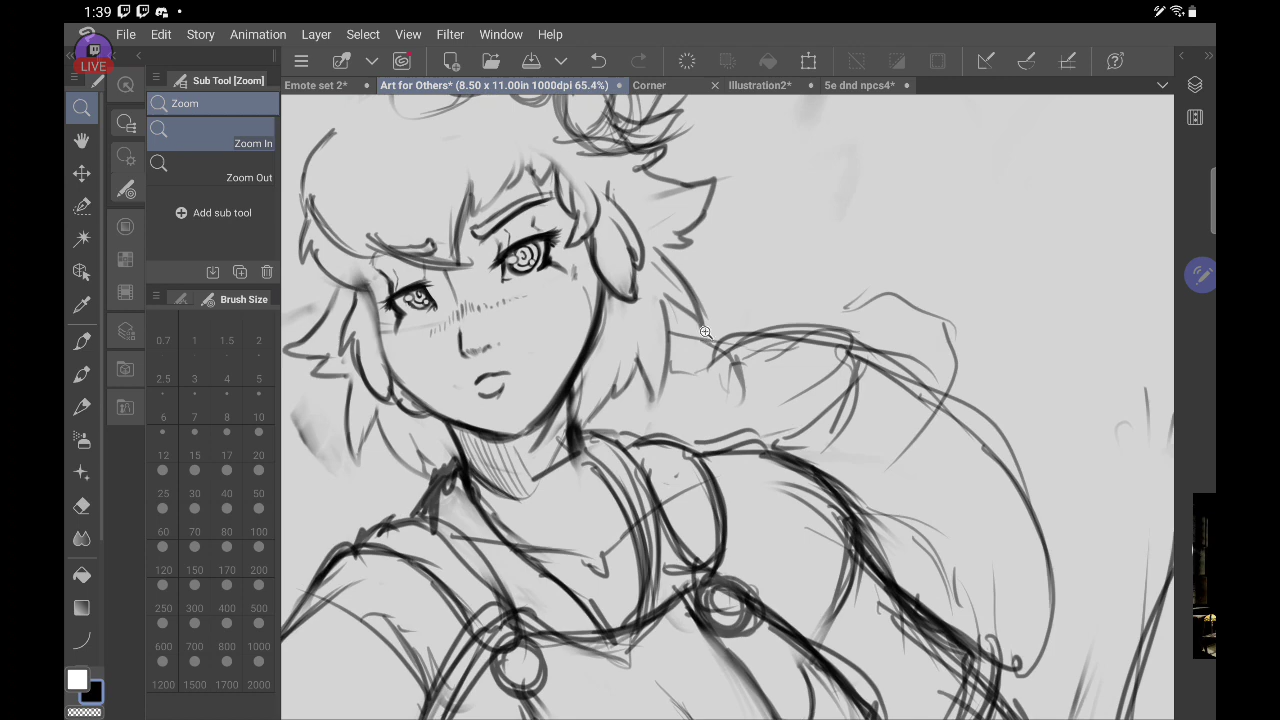 1:39
LIVE
File Edit Story Animation Layer Select View Filter Window Help
Sub Tool [Zoom]
Emote set 2* Art for Others* (8.50 x 11.00in 1000dpi 65.4%) Corner Illustration2* 5e dnd npcs4*
Zoom
Zoom In
Zoom Out
Add sub tool
Brush Size
0.7 1 1.5 2
2.5 3 4 5
6 7 8 10
12 15 17 20
25 30 40 50
60 70 80 100
120 150 170 200
250 300 400 500
600 700 800 1000
1200 1500 1700 2000